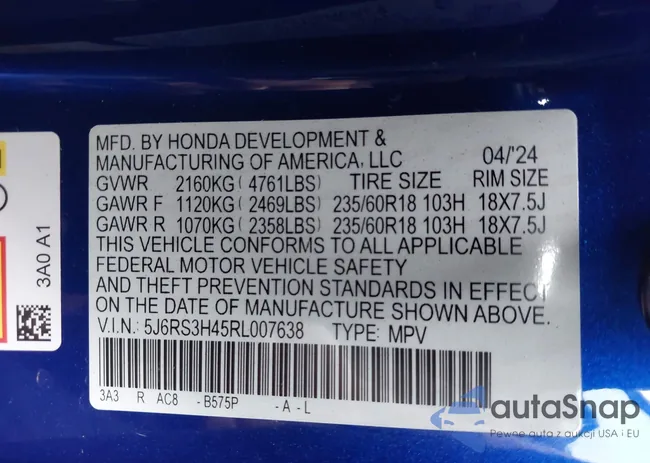 MFD. BY HONDA DEVELOPMENT &
MANUFACTURING OF AMERICA, LLC 04/'24
GVWR 2160KG( 4761LBS) TIRE SIZE RIM SIZE
GAWR F 1120KG( 2469LBS) 235/60R18 103H 18X7.5J
GAWR R 1070KG( 2358LBS) 235/60R18 103H 18X7.5J
THIS VEHICLE CONFORMS TO ALL APPLICABLE
FEDERAL MOTOR VEHICLE SAFETY
AND THEFT PREVENTION STANDARDS IN EFFECT
ON THE DATE OF MANUFACTURE SHOWN ABOVE.
V.I.N.: 5J6RS3H45RL007638 TYPE: MPV
3A3 R AC8 -B575P -A-L
3A0 A1
autaSnap
Pewne auta z aukcji USA i EU